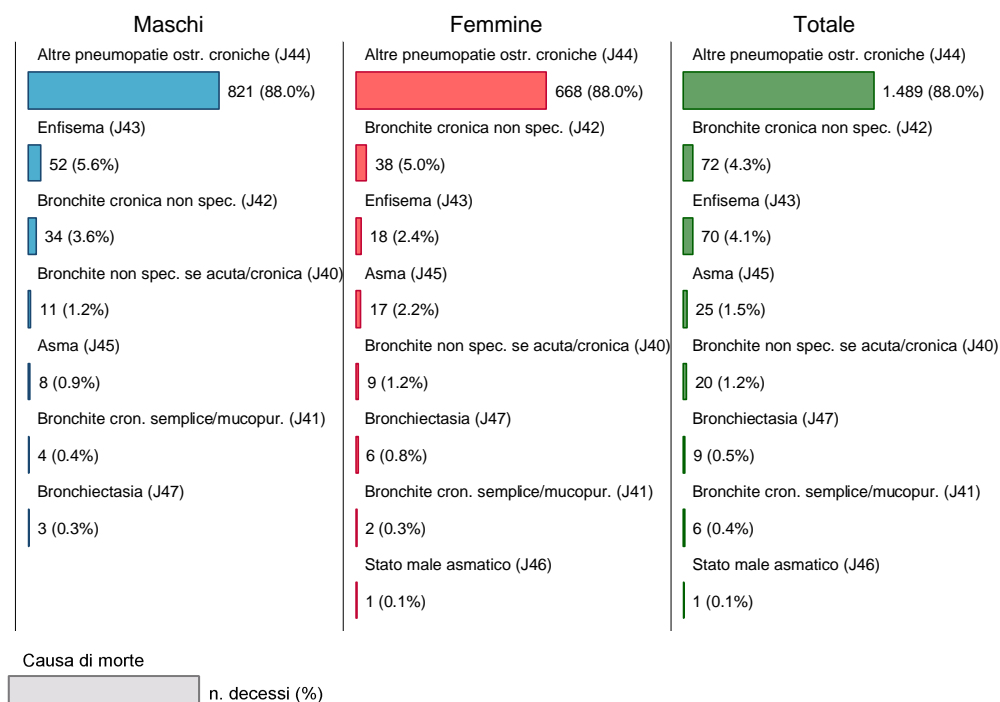 Maschi
Altre pneumopatie ostr. croniche (J44)
821 (88.0%)
Enfisema (J43)
52 (5.6%)
Bronchite cronica non spec. (J42)
34 (3.6%)
Bronchite non spec. se acuta/cronica (J40)
11 (1.2%)
Asma (J45)
8 (0.9%)
Bronchite cron. semplice/mucopur. (J41)
4 (0.4%)
Bronchiectasia (J47)
3 (0.3%)
Femmine
Altre pneumopatie ostr. croniche (J44)
668 (88.0%)
Bronchite cronica non spec. (J42)
38 (5.0%)
Enfisema (J43)
18 (2.4%)
Asma (J45)
17 (2.2%)
Bronchite non spec. se acuta/cronica (J40)
9 (1.2%)
Bronchiectasia (J47)
6 (0.8%)
Bronchite cron. semplice/mucopur. (J41)
2 (0.3%)
Stato male asmatico (J46)
1 (0.1%)
Totale
Altre pneumopatie ostr. croniche (J44)
1.489 (88.0%)
Bronchite cronica non spec. (J42)
72 (4.3%)
Enfisema (J43)
70 (4.1%)
Asma (J45)
25 (1.5%)
Bronchite non spec. se acuta/cronica (J40)
20 (1.2%)
Bronchiectasia (J47)
9 (0.5%)
Bronchite cron. semplice/mucopur. (J41)
6 (0.4%)
Stato male asmatico (J46)
1 (0.1%)
Causa di morte
n. decessi (%)